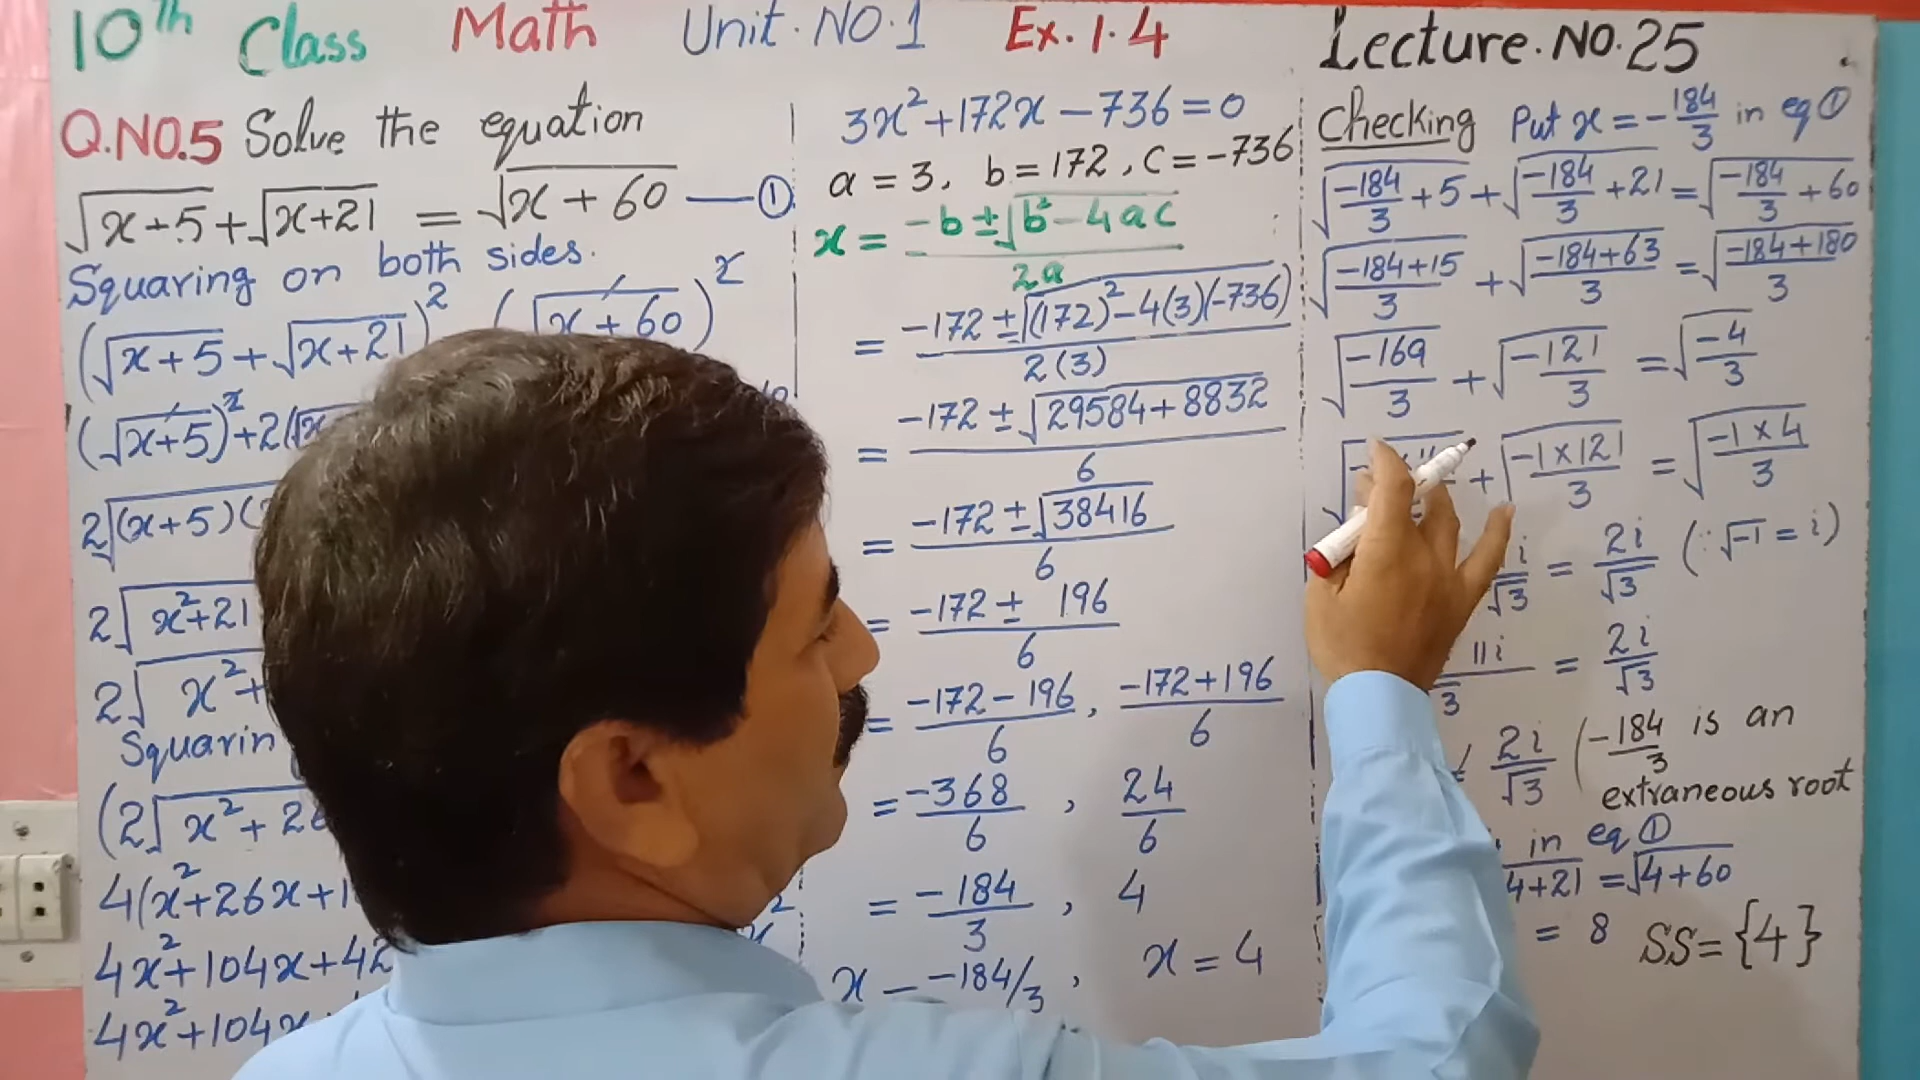 10th Class Math Unit. NO.1 Ex. 1.4 Lecture. NO. 25
Q.NO.5 Solve the equation
√(x+5) + √(x+21) = √(x+60) — ①
Squaring on both sides.
(√(x+5) + √(x+21))² (√(x+60))²
(√(x+5))² + 2(√x
2√((x+5)(
2√(x²+21
2√(x²+
Squarin
(2√(x²+26
4(x²+26x+1
4x²+104x+42
4x²+104x
3x²+172x−736=0
a = 3, b = 172, C = −736
x = (−b ± √(b²−4ac))/2a
= (−172 ± √((172)²−4(3)(−736)))/2(3)
= (−172 ± √(29584+8832))/6
= (−172 ± √38416)/6
= (−172 ± 196)/6
= (−172−196)/6, (−172+196)/6
= −368/6, 24/6
= −184/3, 4
x = −184/3, x = 4
Checking Put x = −184/3 in eq ①
√(−184/3 + 5) + √(−184/3 + 21) = √(−184/3 + 60)
√((−184+15)/3) + √((−184+63)/3) = √((−184+180)/3)
√(−169/3) + √(−121/3) = √(−4/3)
+ √(−1×121/3) = √(−1×4/3)
i/√3 = 2i/√3 (∵ √−1 = i)
11i/3 = 2i/√3
≠ 2i/√3 (−184/3 is an
extraneous root
in eq ①
4+21 = √(4+60)
= 8 SS = {4}